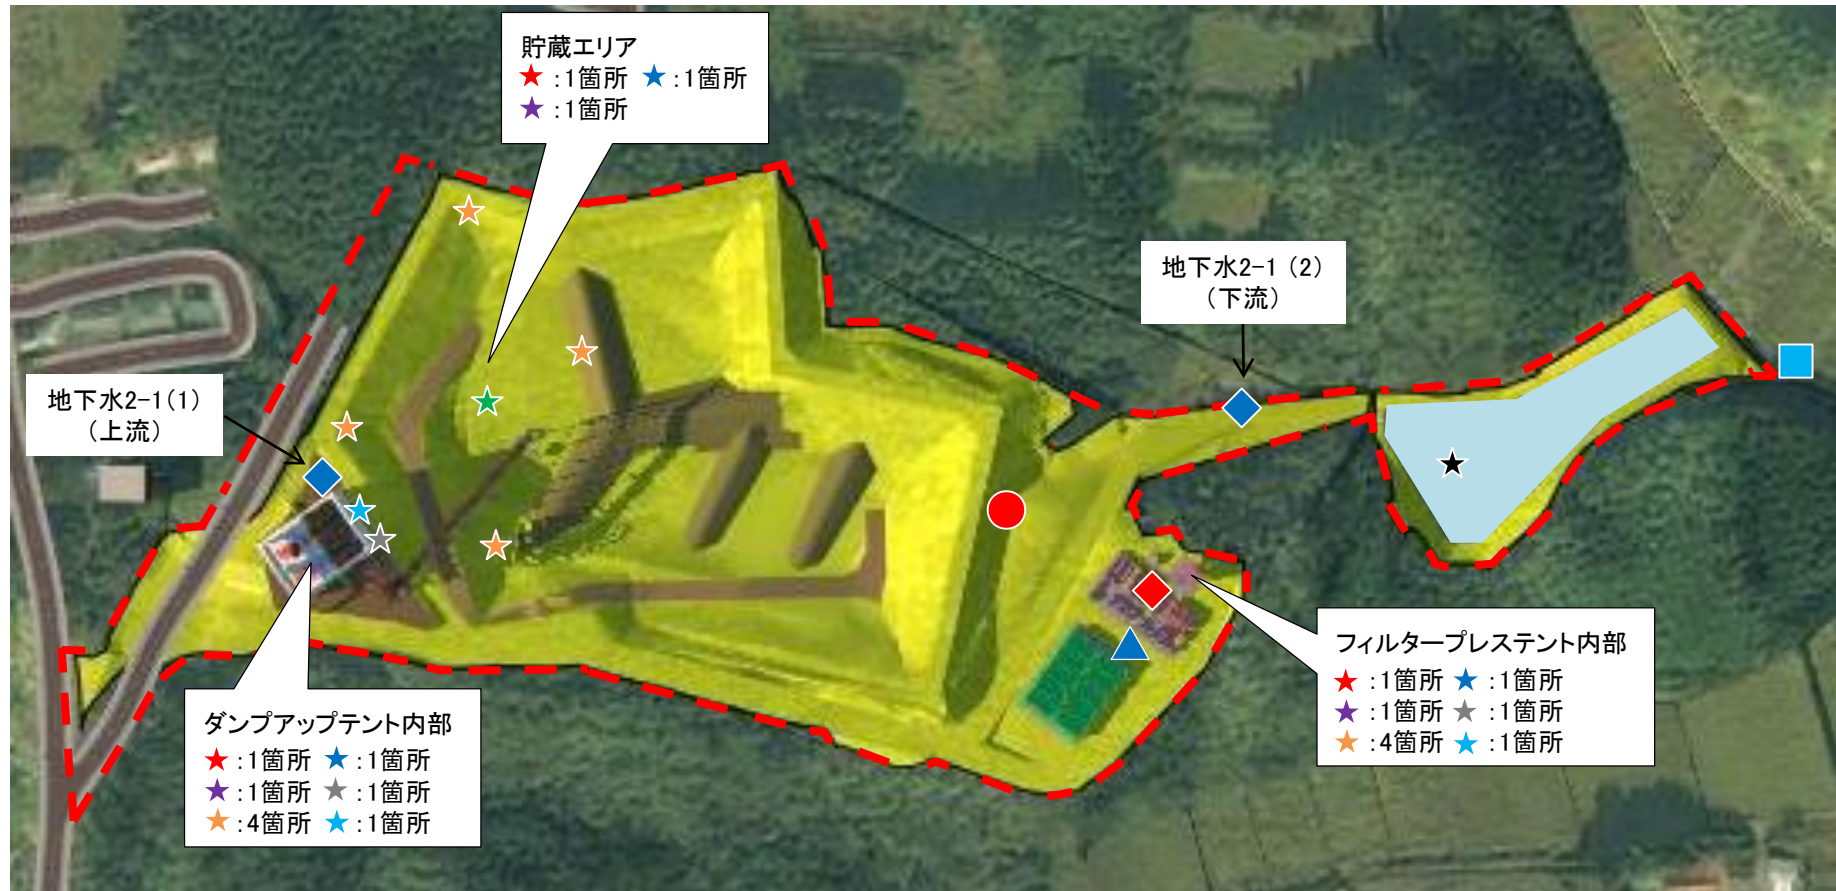 貯蔵エリア
★:1箇所 ★:1箇所
★:1箇所
地下水2-1(2)
(下流)
地下水2-1(1)
(上流)
フィルタープレステント内部
★:1箇所 ★:1箇所
★:1箇所 ★:1箇所
★:4箇所 ★:1箇所
ダンプアップテント内部
★:1箇所 ★:1箇所
★:1箇所 ★:1箇所
★:4箇所 ★:1箇所